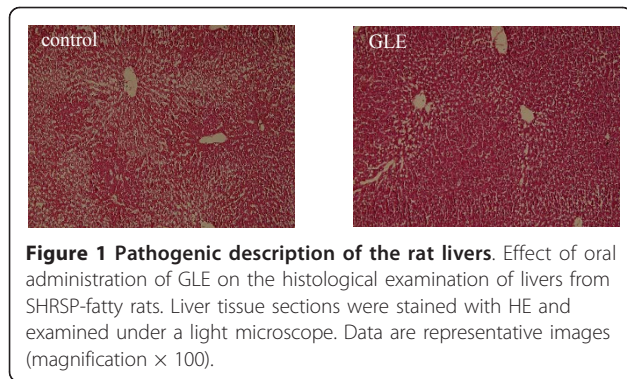 control
GLE
Figure 1 Pathogenic description of the rat livers. Effect of oral
administration of GLE on the histological examination of livers from
SHRSP-fatty rats. Liver tissue sections were stained with HE and
examined under a light microscope. Data are representative images
(magnification × 100).